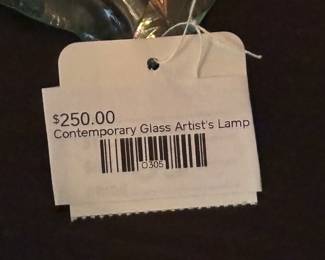 $250.00
Contemporary Glass Artist's Lamp
O305